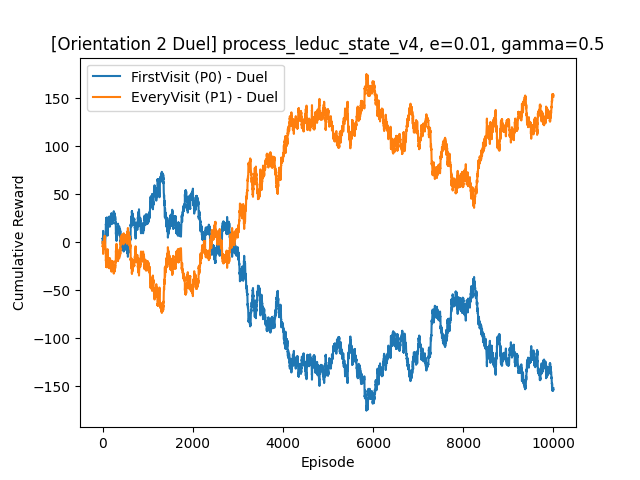 [Orientation 2 Duel] process_leduc_state_v4, e=0.01, gamma=0.5
FirstVisit (P0) - Duel
EveryVisit (P1) - Duel
Cumulative Reward
150
100
50
0
−50
−100
−150
0 2000 4000 6000 8000 10000
Episode